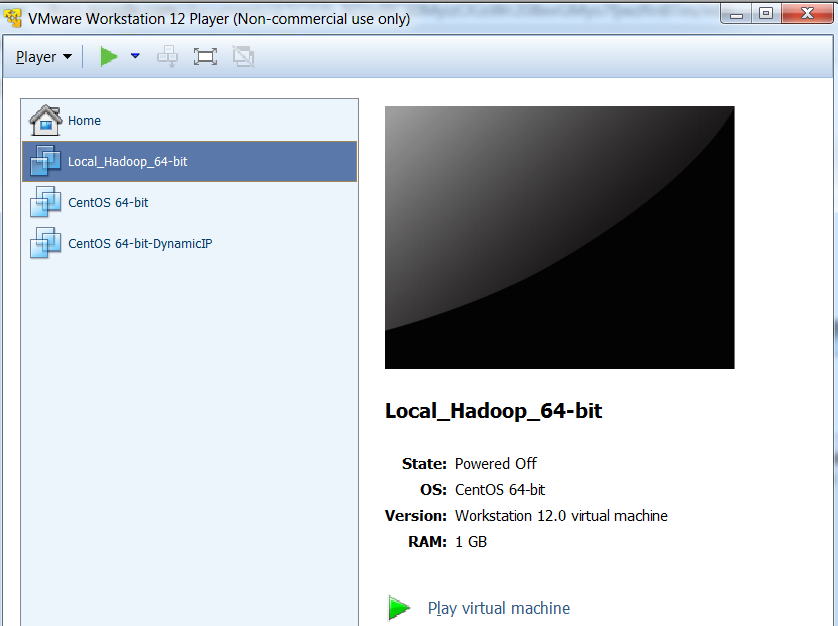 VMware Workstation 12 Player (Non-commercial use only)
Player
Home
Local_Hadoop_64-bit
CentOS 64-bit
CentOS 64-bit-DynamicIP
Local_Hadoop_64-bit
State: Powered Off
OS: CentOS 64-bit
Version: Workstation 12.0 virtual machine
RAM: 1 GB
Play virtual machine